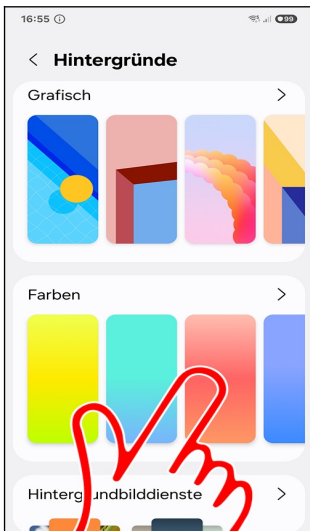 16:55
99
Hintergründe
Grafisch
Farben
Hintergrundbilddienste